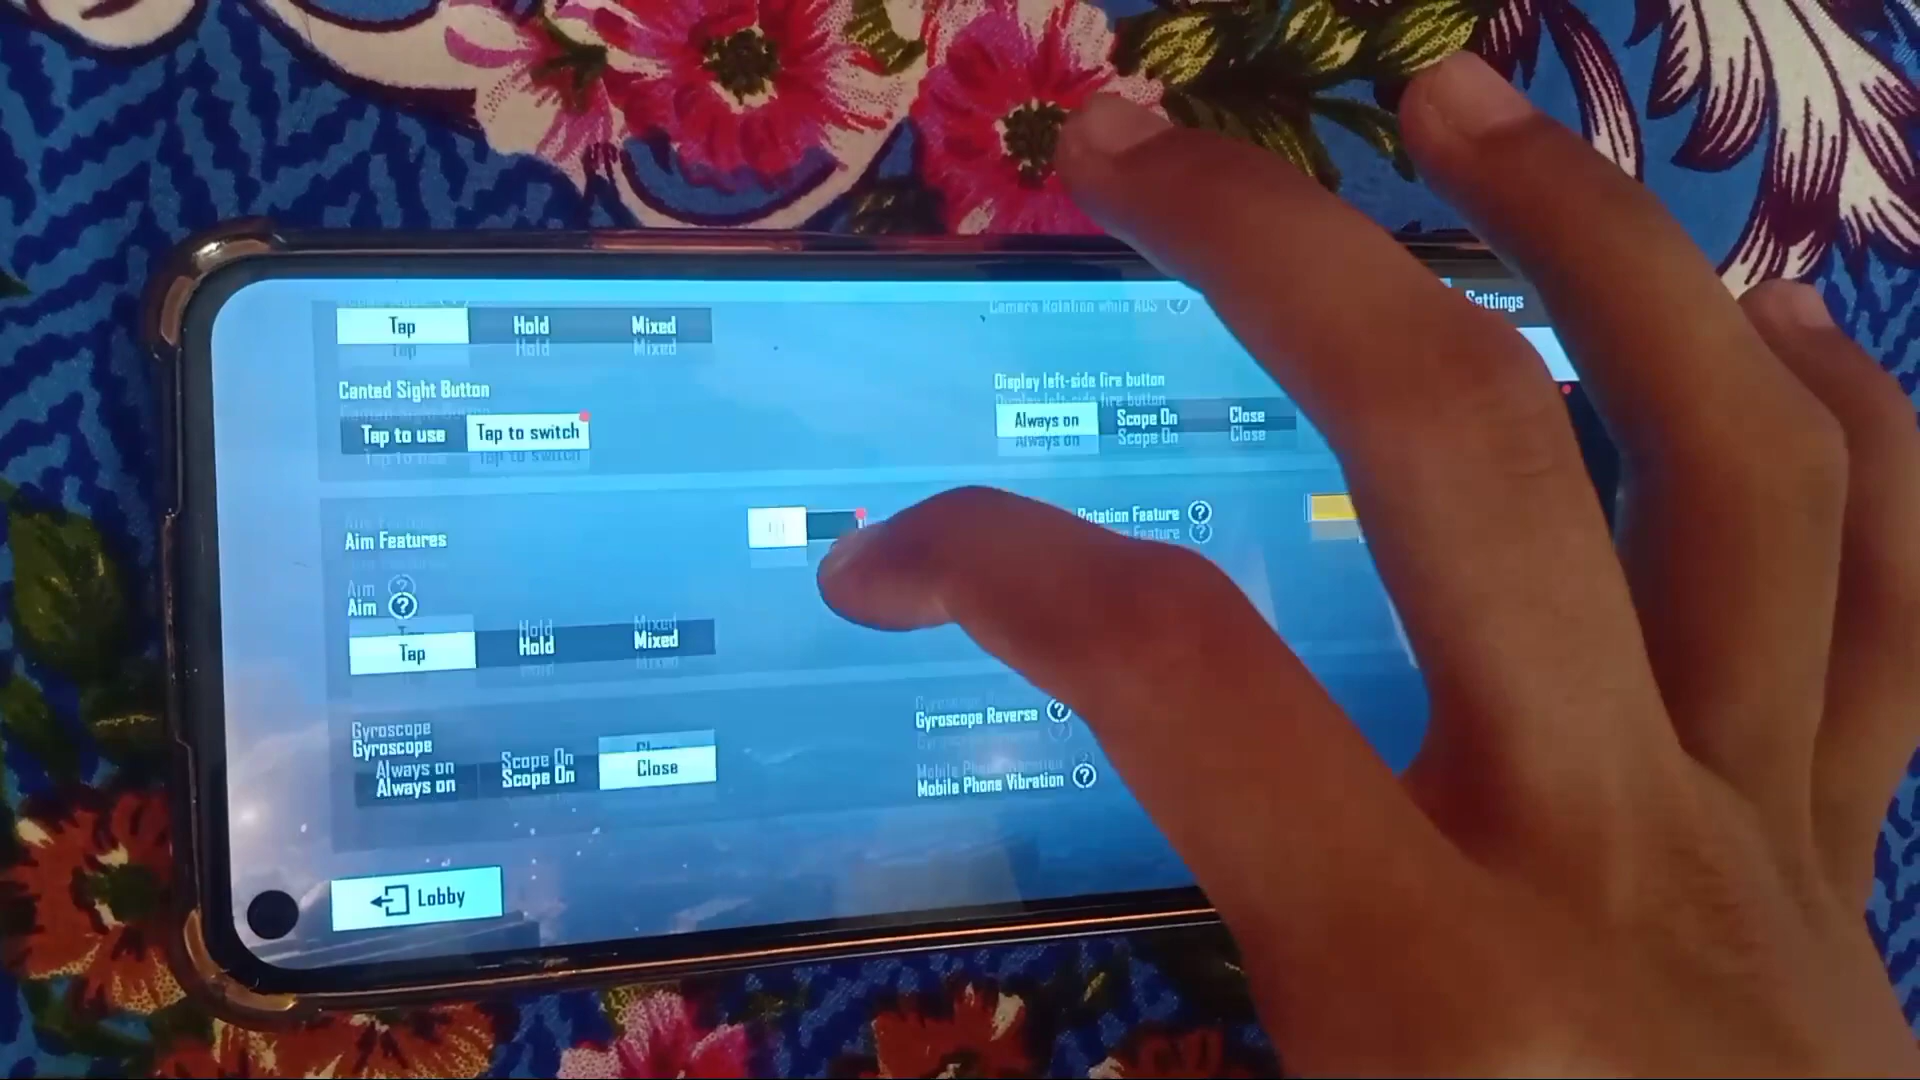 Settings
Camera Rotation while ADS ?
Tap Hold Mixed
Canted Sight Button
Tap to use Tap to switch
Display left-side fire button
Always on Scope On Close
Rotation Feature ?
Aim Features
Aim ?
Tap Hold Mixed
Gyroscope
Always on Scope On Close
Gyroscope Reverse ?
Mobile Phone Vibration ?
Lobby